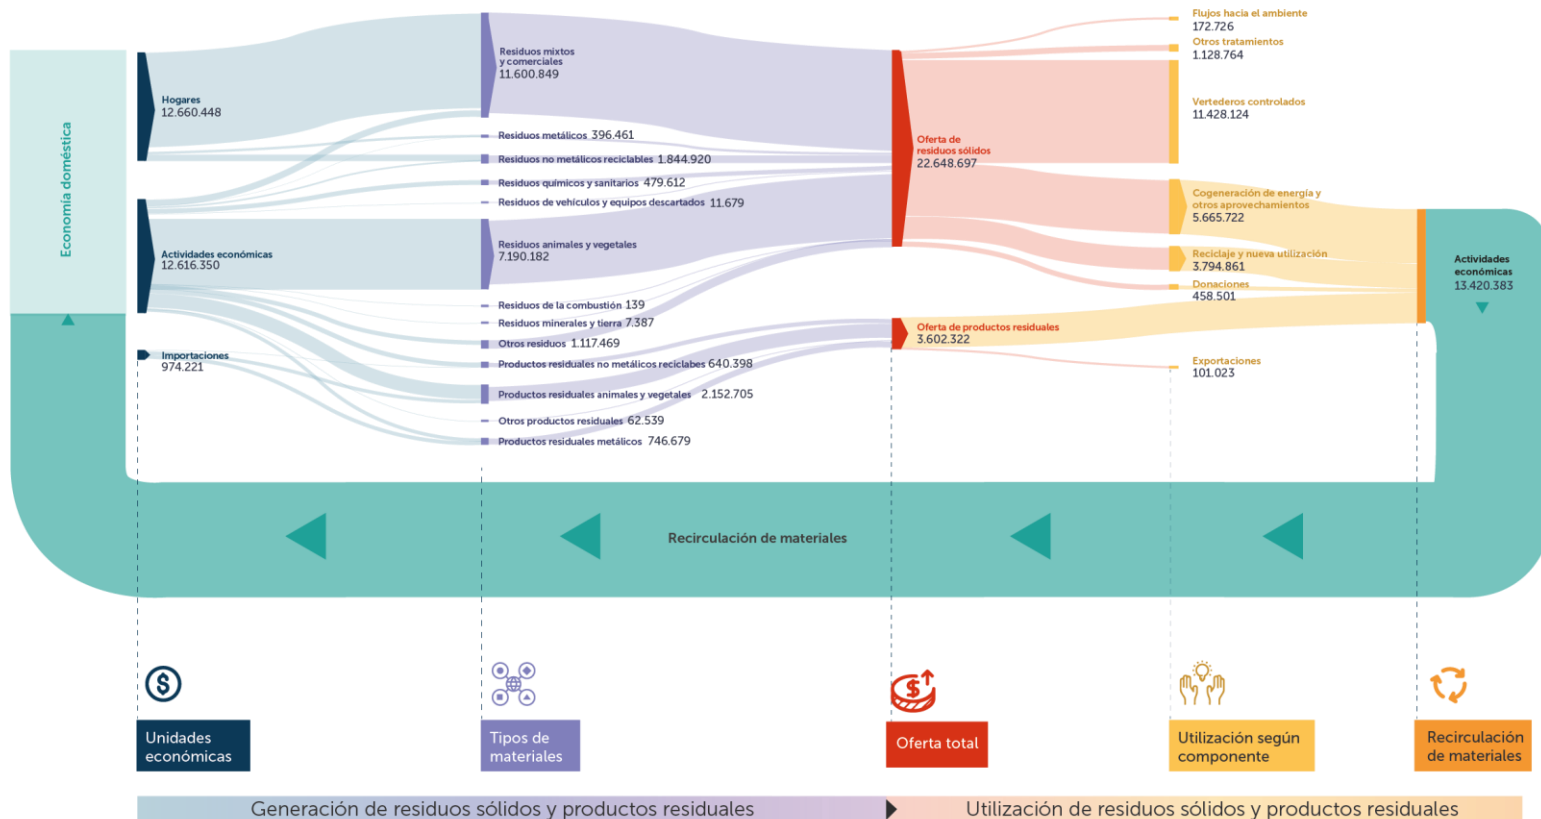 Economía doméstica
Hogares
12.660.448
Actividades económicas
12.616.350
Importaciones
974.221
Residuos mixtos
y comerciales
11.600.849
Residuos metálicos 396.461
Residuos no metálicos reciclables 1.844.920
Residuos químicos y sanitarios 479.612
Residuos de vehículos y equipos descartados 11.679
Residuos animales y vegetales
7.190.182
Residuos de la combustión 139
Residuos minerales y tierra 7.387
Otros residuos 1.117.469
Productos residuales no metálicos reciclabes 640.398
Productos residuales animales y vegetales 2.152.705
Otros productos residuales 62.539
Productos residuales metálicos 746.679
Oferta de
residuos sólidos
22.648.697
Oferta de productos residuales
3.602.322
Flujos hacia el ambiente
172.726
Otros tratamientos
1.128.764
Vertederos controlados
11.428.124
Cogeneración de energía y
otros aprovechamientos
5.665.722
Reciclaje y nueva utilización
3.794.861
Donaciones
458.501
Exportaciones
101.023
Actividades
económicas
13.420.383
Recirculación de materiales
$
$
Unidades
económicas
Tipos de
materiales
Oferta total
Utilización según
componente
Recirculación
de materiales
Generación de residuos sólidos y productos residuales
Utilización de residuos sólidos y productos residuales